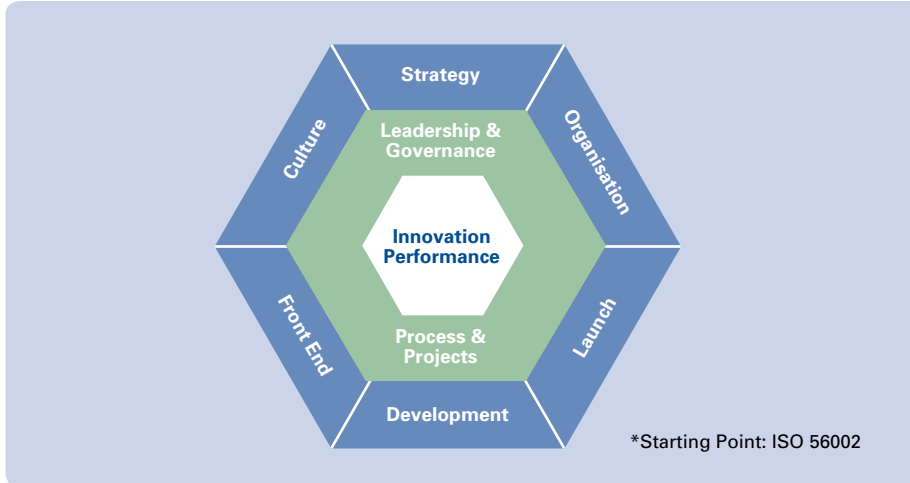 Strategy
Culture
Organisation
Leadership &
Governance
Innovation
Performance
Front End
Launch
Process &
Projects
Development
*Starting Point: ISO 56002